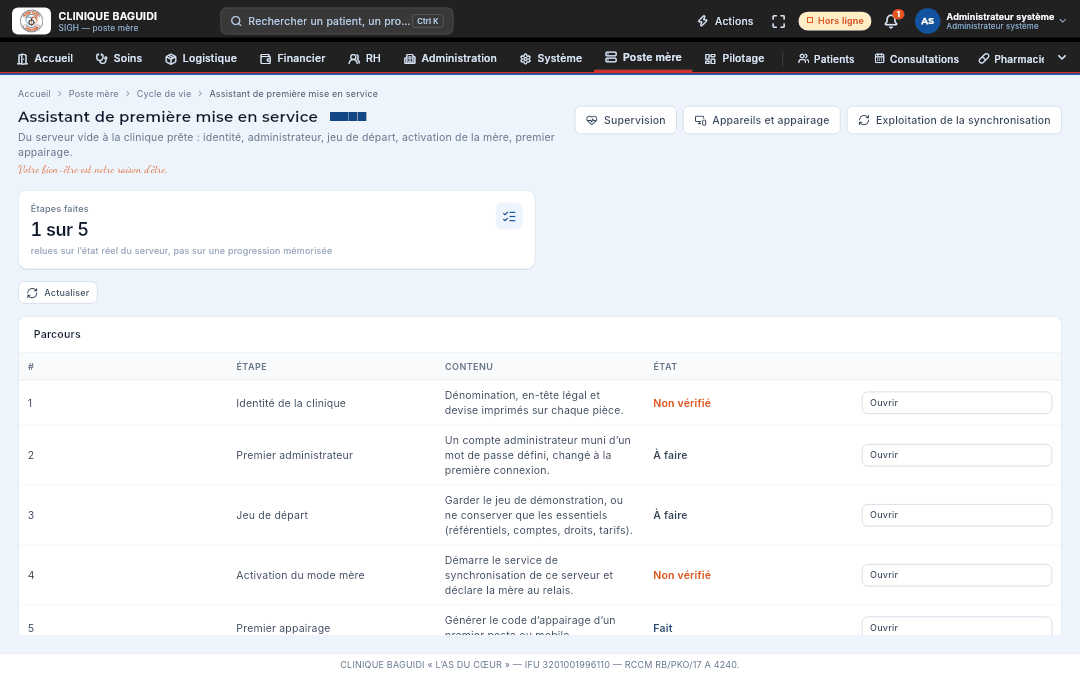 CLINIQUE BAGUIDI
SIGH — poste mère
Rechercher un patient, un pro...
Ctrl K
Actions
Hors ligne
1
AS
Administrateur système
Administrateur système
Accueil
Soins
Logistique
Financier
RH
Administration
Système
Poste mère
Pilotage
Patients
Consultations
Pharmacie
Accueil > Poste mère > Cycle de vie > Assistant de première mise en service
Assistant de première mise en service
Du serveur vide à la clinique prête : identité, administrateur, jeu de départ, activation de la mère, premier
appairage.
Votre bien-être est notre raison d'être.
Supervision
Appareils et appairage
Exploitation de la synchronisation
Étapes faites
1 sur 5
relues sur l'état réel du serveur, pas sur une progression mémorisée
Actualiser
Parcours
# ÉTAPE CONTENU ÉTAT
1 Identité de la clinique
Dénomination, en-tête légal et
devise imprimés sur chaque pièce.
Non vérifié
Ouvrir
2 Premier administrateur
Un compte administrateur muni d'un
mot de passe défini, changé à la
première connexion.
À faire
Ouvrir
3 Jeu de départ
Garder le jeu de démonstration, ou
ne conserver que les essentiels
(référentiels, comptes, droits, tarifs).
À faire
Ouvrir
4 Activation du mode mère
Démarre le service de
synchronisation de ce serveur et
déclare la mère au relais.
Non vérifié
Ouvrir
5 Premier appairage
Générer le code d'appairage d'un
premier poste ou mobile.
Fait
Ouvrir
CLINIQUE BAGUIDI « L'AS DU CŒUR » — IFU 3201001996110 — RCCM RB/PKO/17 A 4240.